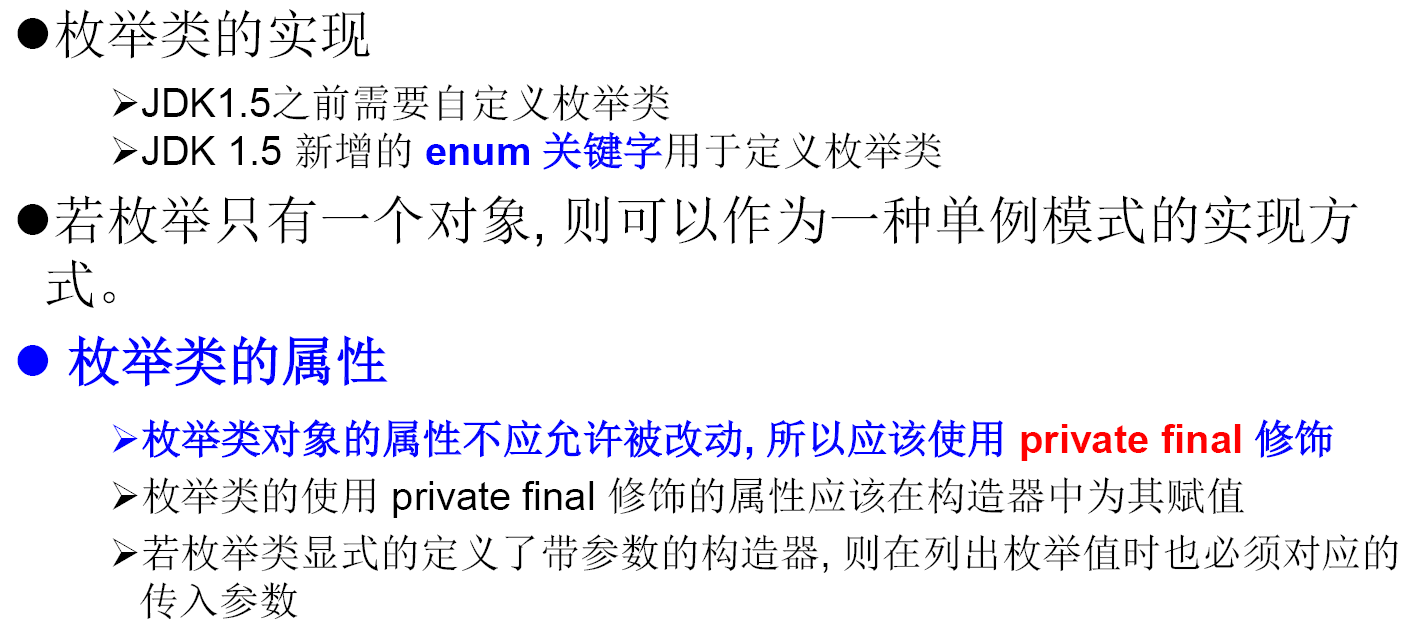 ●枚举类的实现
➢JDK1.5之前需要自定义枚举类
➢JDK 1.5 新增的 enum 关键字用于定义枚举类
●若枚举只有一个对象, 则可以作为一种单例模式的实现方
式。
● 枚举类的属性
➢枚举类对象的属性不应允许被改动, 所以应该使用 private final 修饰
➢枚举类的使用 private final 修饰的属性应该在构造器中为其赋值
➢若枚举类显式的定义了带参数的构造器, 则在列出枚举值时也必须对应的
传入参数